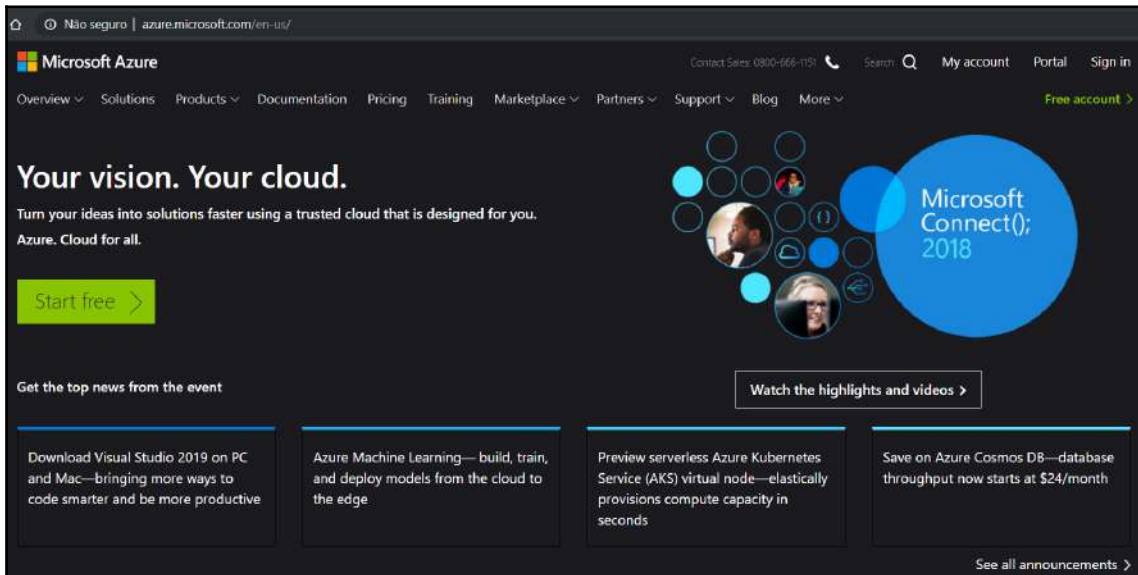 Não seguro | azure.microsoft.com/en-us/
Microsoft Azure
Contact Sales: 0800-666-1151
Search
My account
Portal
Sign in
Overview
Solutions
Products
Documentation
Pricing
Training
Marketplace
Partners
Support
Blog
More
Free account >
Your vision. Your cloud.
Turn your ideas into solutions faster using a trusted cloud that is designed for you.
Azure. Cloud for all.
Start free >
Microsoft
Connect();
2018
{ }
Get the top news from the event
Watch the highlights and videos >
Download Visual Studio 2019 on PC
and Mac—bringing more ways to
code smarter and be more productive
Azure Machine Learning— build, train,
and deploy models from the cloud to
the edge
Preview serverless Azure Kubernetes
Service (AKS) virtual node—elastically
provisions compute capacity in
seconds
Save on Azure Cosmos DB—database
throughput now starts at $24/month
See all announcements >